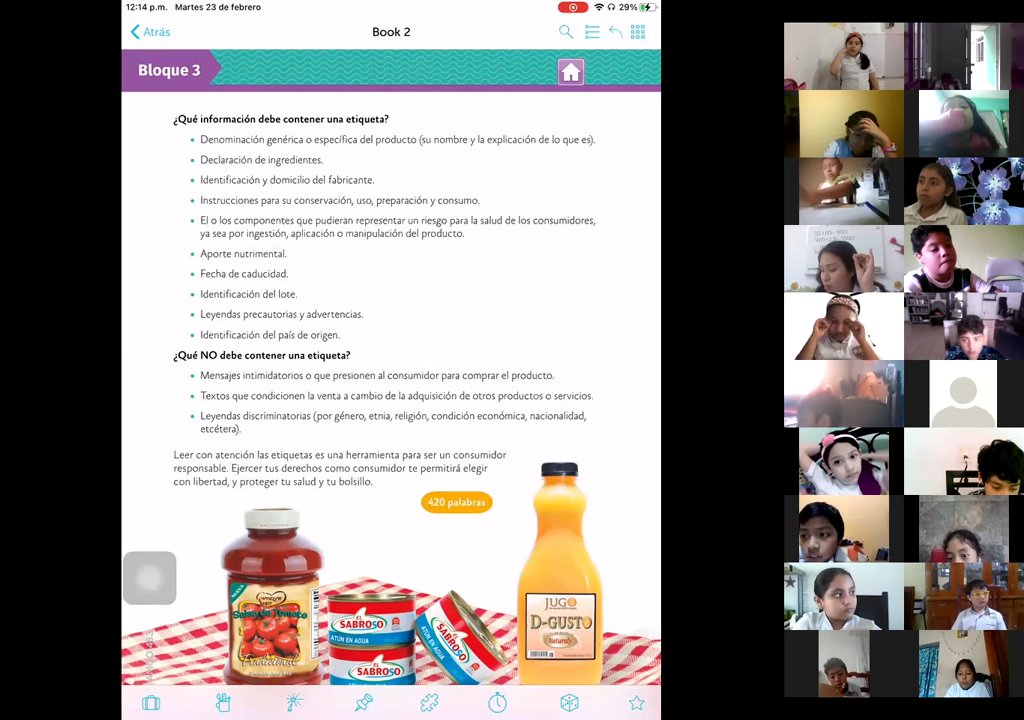 12:14 p.m. Martes 23 de febrero
29%
Atrás
Book 2
Bloque 3
¿Qué información debe contener una etiqueta?
• Denominación genérica o específica del producto (su nombre y la explicación de lo que es).
• Declaración de ingredientes.
• Identificación y domicilio del fabricante.
• Instrucciones para su conservación, uso, preparación y consumo.
• El o los componentes que pudieran representar un riesgo para la salud de los consumidores,
ya sea por ingestión, aplicación o manipulación del producto.
• Aporte nutrimental.
• Fecha de caducidad.
• Identificación del lote.
• Leyendas precautorias y advertencias.
• Identificación del país de origen.
¿Qué NO debe contener una etiqueta?
• Mensajes intimidatorios o que presionen al consumidor para comprar el producto.
• Textos que condicionen la venta a cambio de la adquisición de otros productos o servicios.
• Leyendas discriminatorias (por género, etnia, religión, condición económica, nacionalidad,
etcétera).
Leer con atención las etiquetas es una herramienta para ser un consumidor
responsable. Ejercer tus derechos como consumidor te permitirá elegir
con libertad, y proteger tu salud y tu bolsillo.
420 palabras
Salsa de Tomate
Tradicional
EL
SABROSO
ATÚN EN AGUA
EL
SABROSO
EL
SABROSO
ATÚN EN AGUA
JUGO
D-GUSTO
Naturals